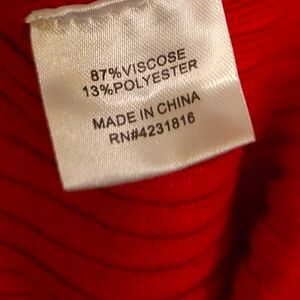 87%VISCOSE
13%POLYESTER
MADE IN CHINA
RN#4231816